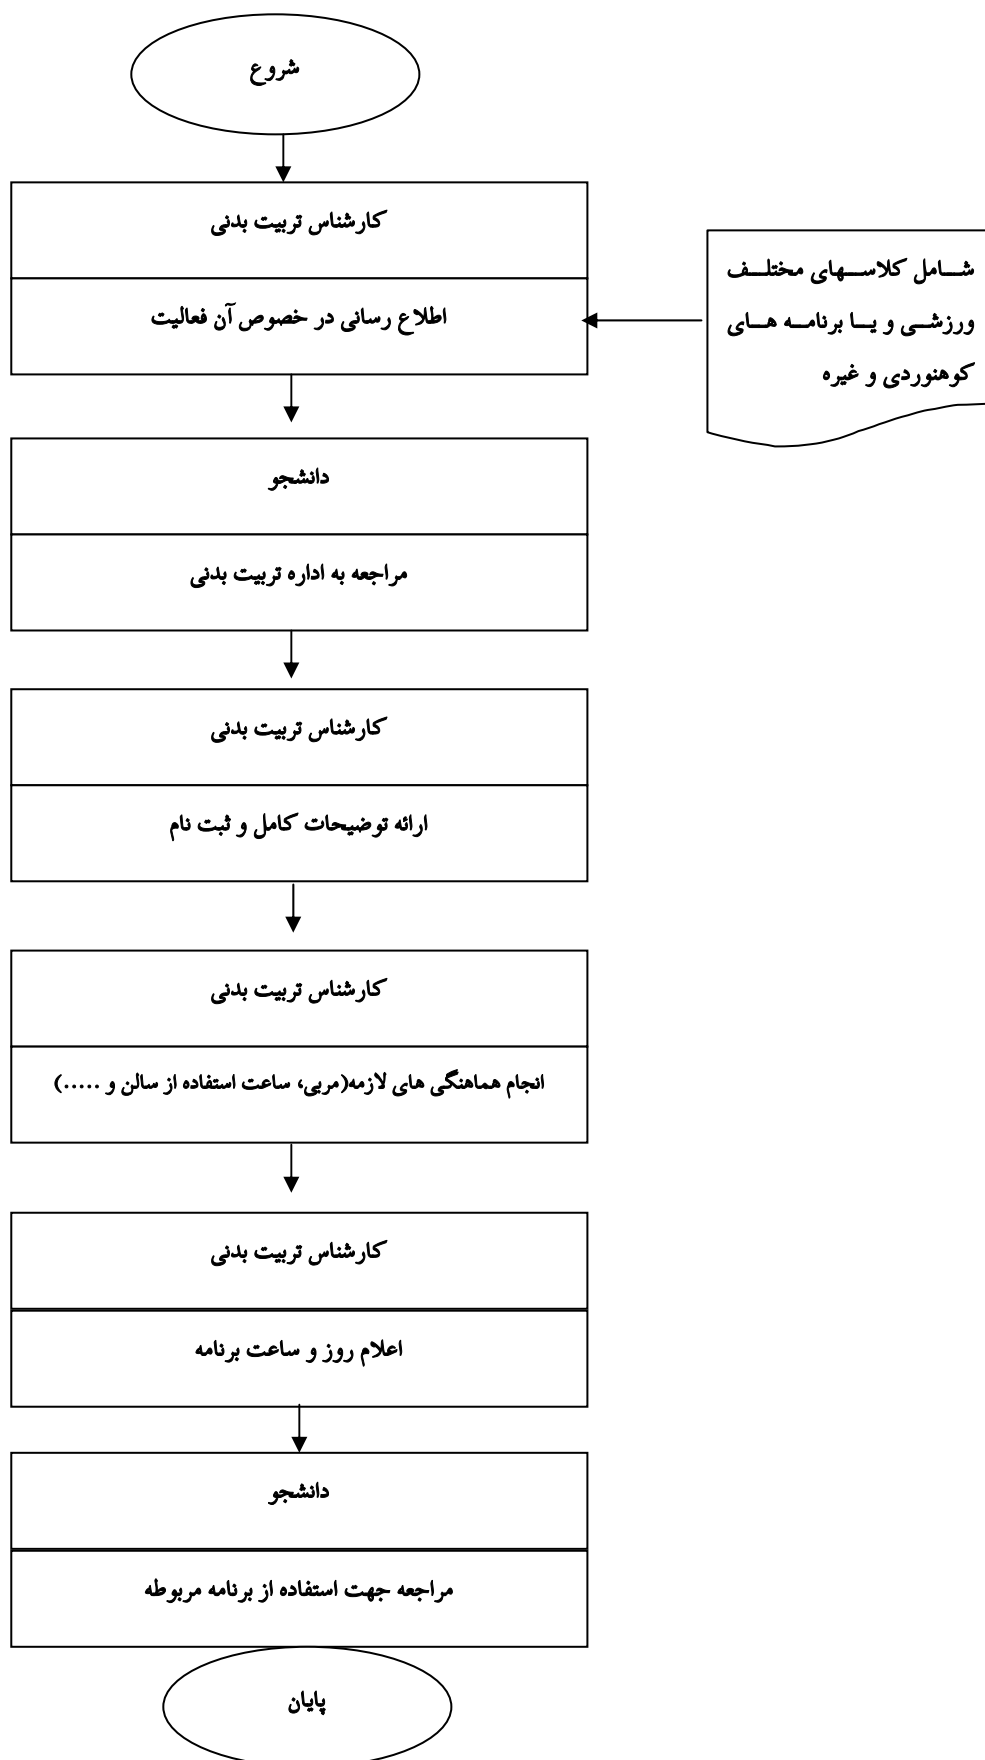 شروع
کارشناس تربیت بدنی
اطلاع رسانی در خصوص آن فعالیت
شامل کلاسهای مختلف
ورزشی و یا برنامه های
کوهنوردی و غیره
دانشجو
مراجعه به اداره تربیت بدنی
کارشناس تربیت بدنی
ارائه توضیحات کامل و ثبت نام
کارشناس تربیت بدنی
انجام هماهنگی های لازمه(مربی، ساعت استفاده از سالن و .....)
کارشناس تربیت بدنی
اعلام روز و ساعت برنامه
دانشجو
مراجعه جهت استفاده از برنامه مربوطه
پایان